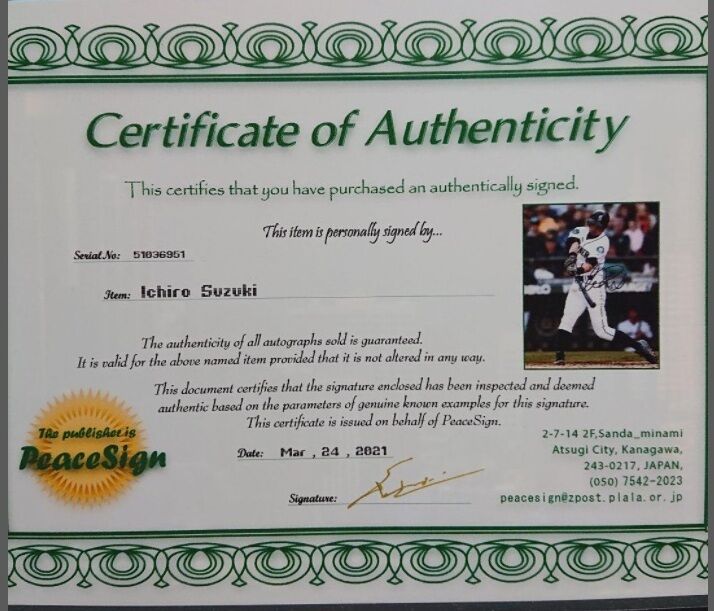 Certificate of Authenticity
This certifies that you have purchased an authentically signed.
This item is personally signed by...
Serial No: 51036951
Item: Ichiro Suzuki
The authenticity of all autographs sold is guaranteed.
It is valid for the above named item provided that it is not altered in any way.
This document certifies that the signature enclosed has been inspected and deemed
authentic based on the parameters of genuine known examples for this signature.
This certificate is issued on behalf of PeaceSign.
The publisher is
PeaceSign
Date: Mar , 24 , 2021
Signature:
2-7-14 2F,Sanda_minami
Atsugi City, Kanagawa,
243-0217, JAPAN,
(050) 7542-2023
peacesign@zpost.plala.or.jp